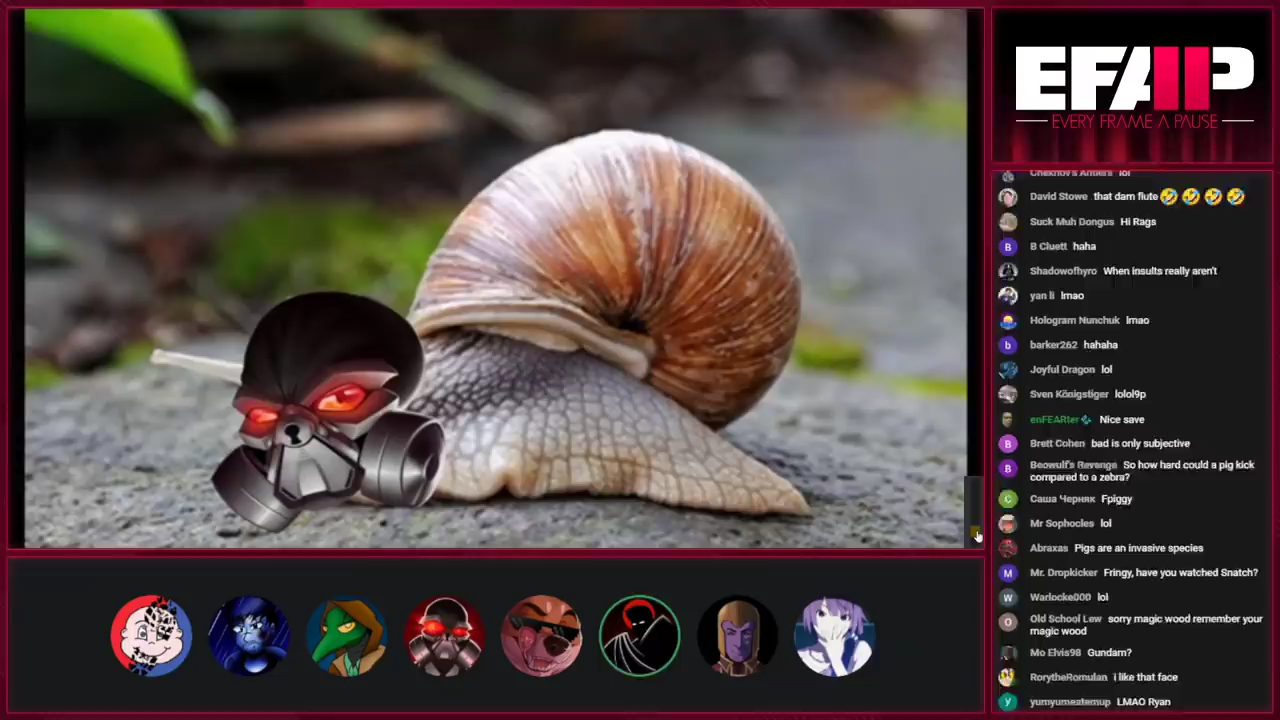 EFAP
EVERY FRAME A PAUSE
lol
David Stowe that darn flute🤣🤣🤣🤣
Suck Muh Dongus Hi Rags
B Cluett haha
Shadowofhyro When insults really aren't
yan li lmao
Hologram Nunchuk lmao
barker262 hahaha
Joyful Dragon lol
Sven Königstiger lolol9p
enFEARter Nice save
Brett Cohen bad is only subjective
Beowulf's Revenge So how hard could a pig kick
compared to a zebra?
Саша Черняк Fpiggy
Mr Sophocles lol
Abraxas Pigs are an invasive species
Mr. Dropkicker Fringy, have you watched Snatch?
Warlocke000 lol
Old School Lew sorry magic wood remember your
magic wood
Mo Elvis98 Gundam?
RorytheRomulan i like that face
LMAO Ryan